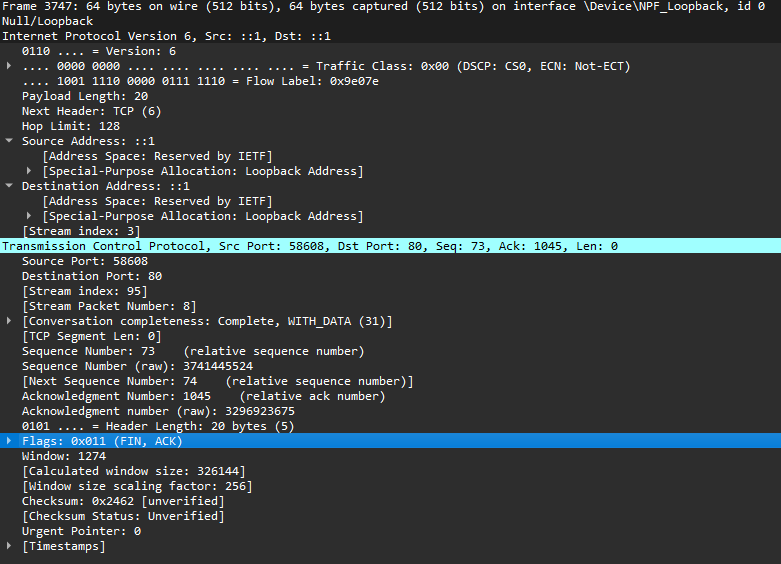 Frame 3747: 64 bytes on wire (512 bits), 64 bytes captured (512 bits) on interface \Device\NPF_Loopback, id 0
Null/Loopback
Internet Protocol Version 6, Src: ::1, Dst: ::1
0110 .... = Version: 6
.... 0000 0000 .... .... .... .... .... = Traffic Class: 0x00 (DSCP: CS0, ECN: Not-ECT)
.... 1001 1110 0000 0111 1110 = Flow Label: 0x9e07e
Payload Length: 20
Next Header: TCP (6)
Hop Limit: 128
Source Address: ::1
[Address Space: Reserved by IETF]
[Special-Purpose Allocation: Loopback Address]
Destination Address: ::1
[Address Space: Reserved by IETF]
[Special-Purpose Allocation: Loopback Address]
[Stream index: 3]
Transmission Control Protocol, Src Port: 58608, Dst Port: 80, Seq: 73, Ack: 1045, Len: 0
Source Port: 58608
Destination Port: 80
[Stream index: 95]
[Stream Packet Number: 8]
[Conversation completeness: Complete, WITH_DATA (31)]
[TCP Segment Len: 0]
Sequence Number: 73    (relative sequence number)
Sequence Number (raw): 3741445524
[Next Sequence Number: 74    (relative sequence number)]
Acknowledgment Number: 1045    (relative ack number)
Acknowledgment number (raw): 3296923675
0101 .... = Header Length: 20 bytes (5)
Flags: 0x011 (FIN, ACK)
Window: 1274
[Calculated window size: 326144]
[Window size scaling factor: 256]
Checksum: 0x2462 [unverified]
[Checksum Status: Unverified]
Urgent Pointer: 0
[Timestamps]